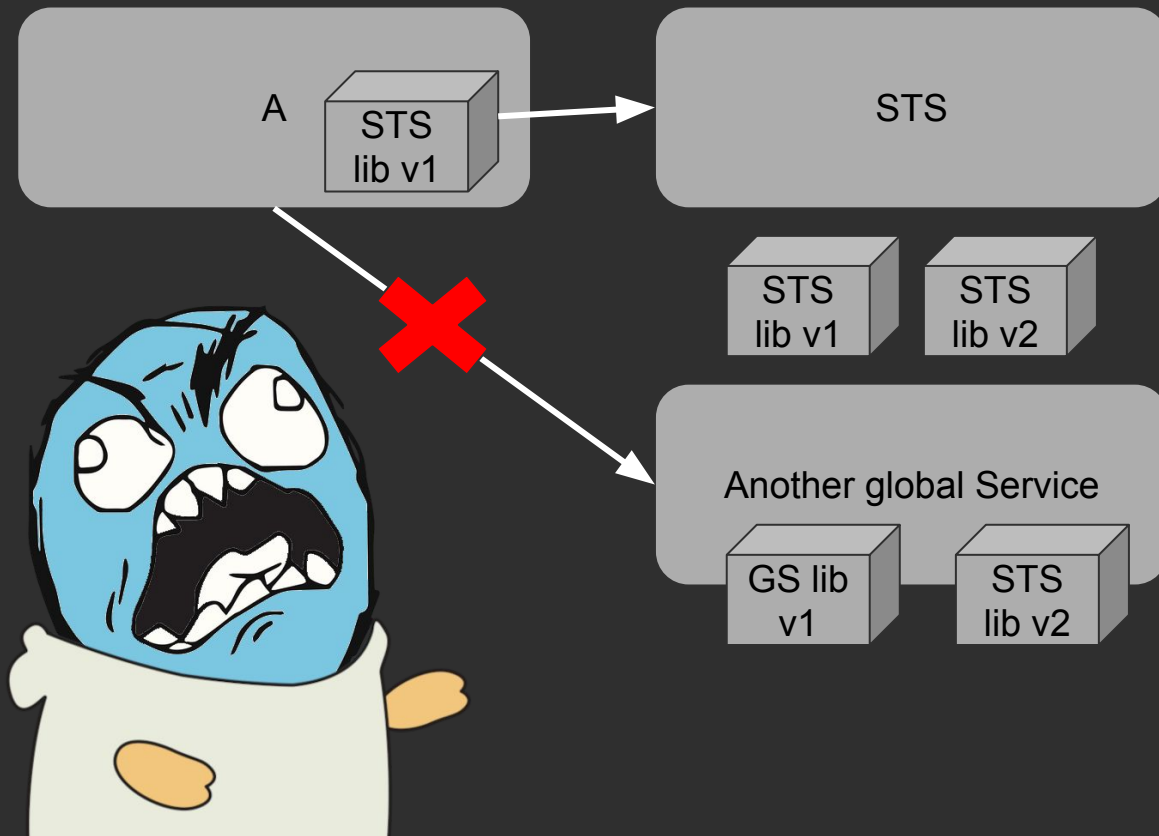 A
STS
lib v1
STS
STS
lib v1
STS
lib v2
Another global Service
GS lib
v1
STS
lib v2